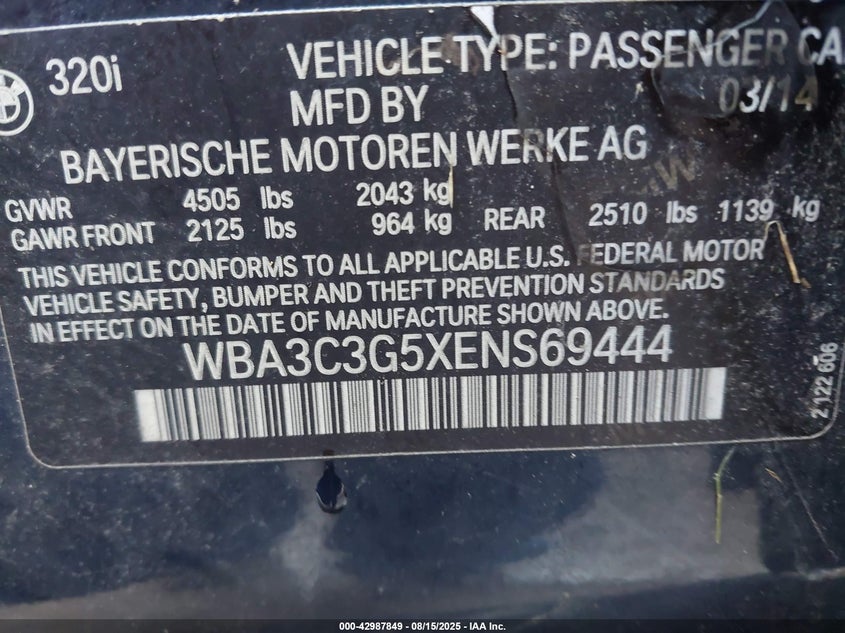 320i
VEHICLE TYPE: PASSENGER CA
MFD BY 03/14
BAYERISCHE MOTOREN WERKE AG
GVWR 4505 lbs 2043 kg
GAWR FRONT 2125 lbs 964 kg REAR 2510 lbs 1139 kg
THIS VEHICLE CONFORMS TO ALL APPLICABLE U.S. FEDERAL MOTOR
VEHICLE SAFETY, BUMPER AND THEFT PREVENTION STANDARDS
IN EFFECT ON THE DATE OF MANUFACTURE SHOWN ABOVE.
WBA3C3G5XENS69444
2122 606
000-42987849 - 08/15/2025 - IAA Inc.